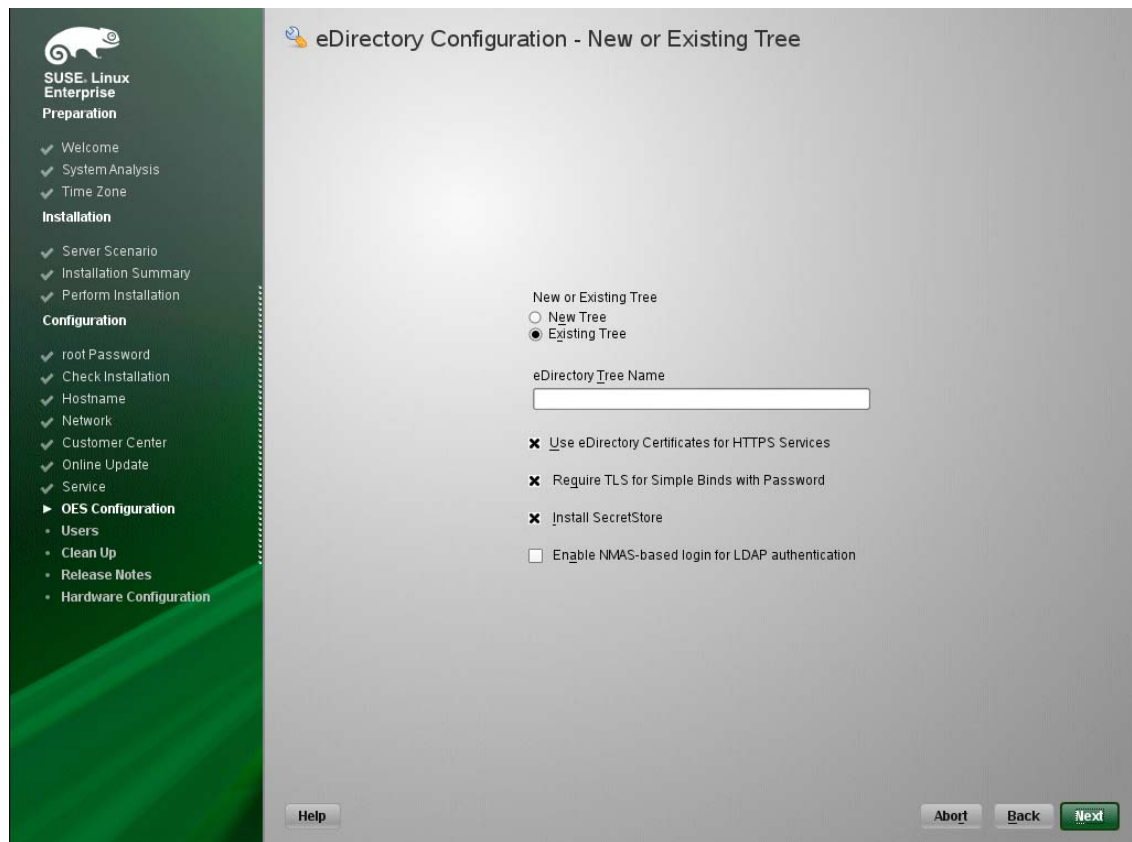 SUSE. Linux
Enterprise
Preparation
Welcome
System Analysis
Time Zone
Installation
Server Scenario
Installation Summary
Perform Installation
Configuration
root Password
Check Installation
Hostname
Network
Customer Center
Online Update
Service
OES Configuration
Users
Clean Up
Release Notes
Hardware Configuration
eDirectory Configuration - New or Existing Tree
New or Existing Tree
New Tree
Existing Tree
eDirectory Tree Name
Use eDirectory Certificates for HTTPS Services
Require TLS for Simple Binds with Password
Install SecretStore
Enable NMAS-based login for LDAP authentication
Help
Abort
Back
Next